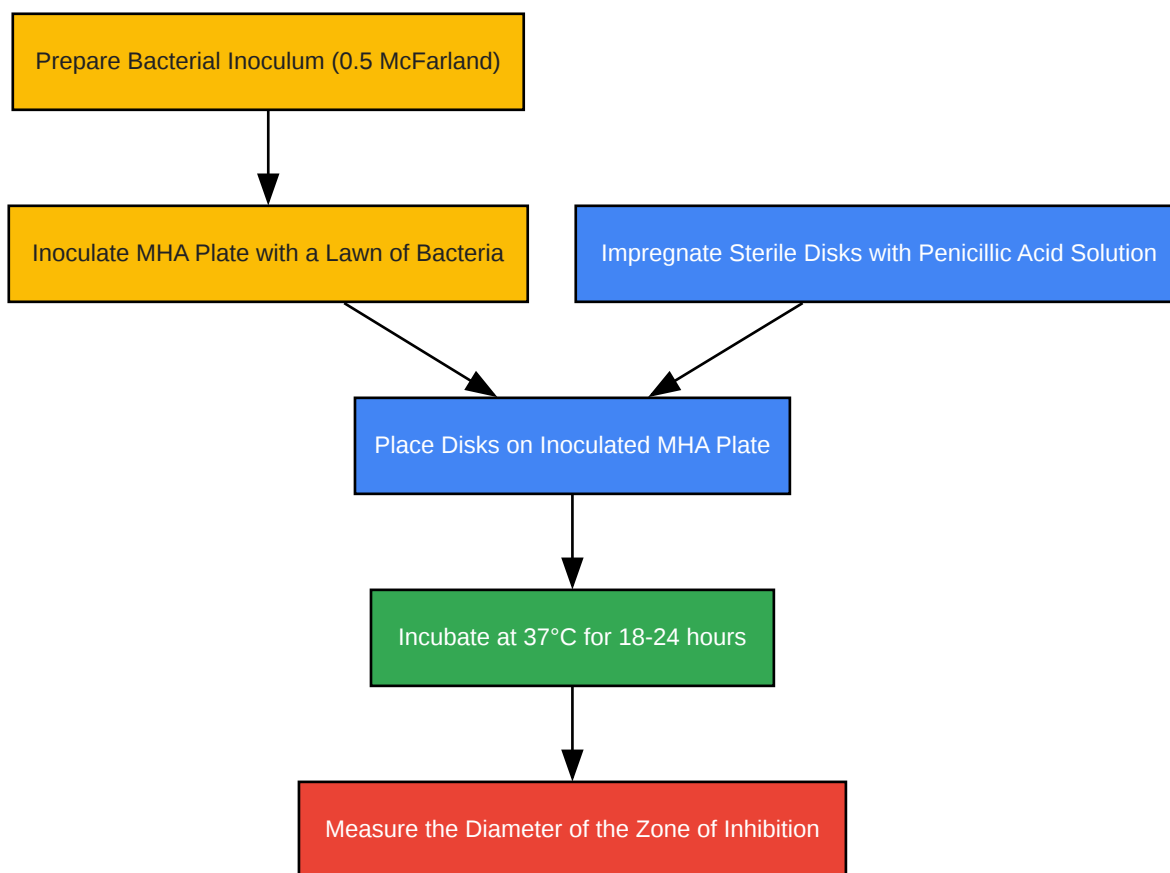 Prepare Bacterial Inoculum (0.5 McFarland)
Inoculate MHA Plate with a Lawn of Bacteria
Impregnate Sterile Disks with Penicillic Acid Solution
Place Disks on Inoculated MHA Plate
Incubate at 37°C for 18-24 hours
Measure the Diameter of the Zone of Inhibition